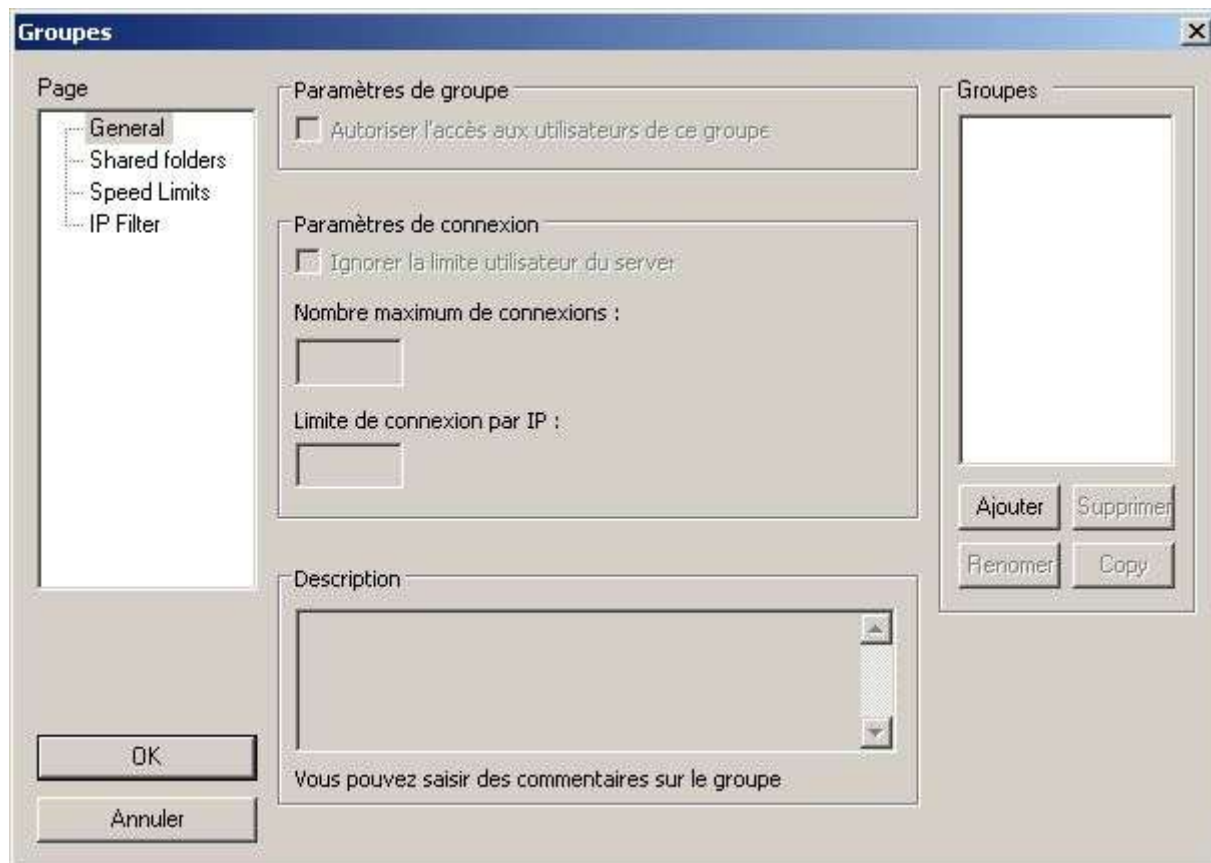 Groupes
Page
General
Shared folders
Speed Limits
IP Filter
OK
Annuler
Paramètres de groupe
Autoriser l'accès aux utilisateurs de ce groupe
Paramètres de connexion
Ignorer la limite utilisateur du server
Nombre maximum de connexions :
Limite de connexion par IP :
Description
Vous pouvez saisir des commentaires sur le groupe
Groupes
Ajouter
Supprimer
Renomer
Copy